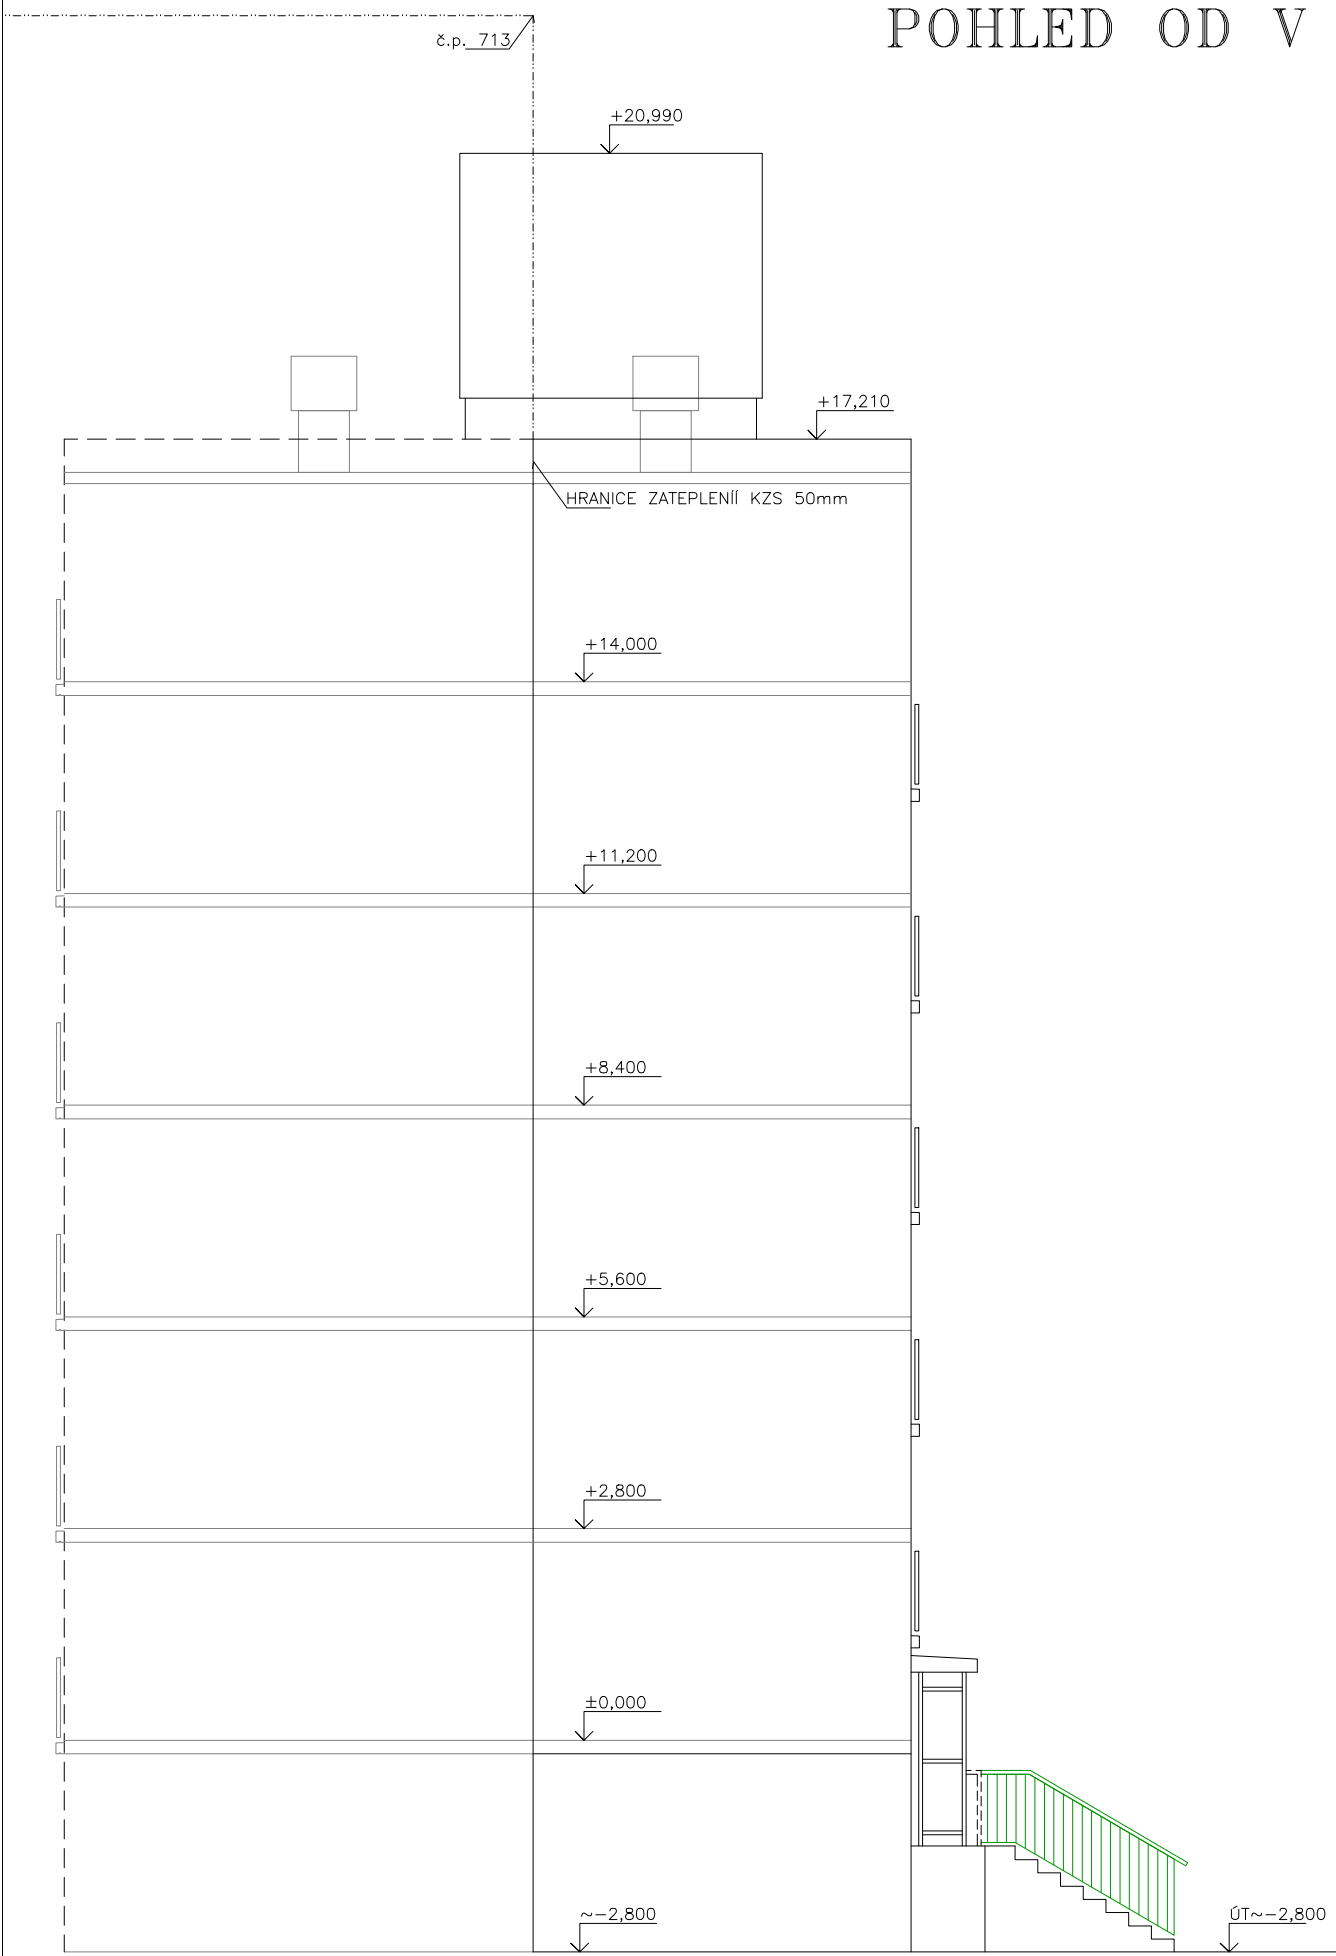 POHLED OD V
č.p. 713
+20,990
+17,210
HRANICE ZATEPLENÍÍ KZS 50mm
+14,000
+11,200
+8,400
+5,600
+2,800
±0,000
~−2,800
ÚT~−2,800